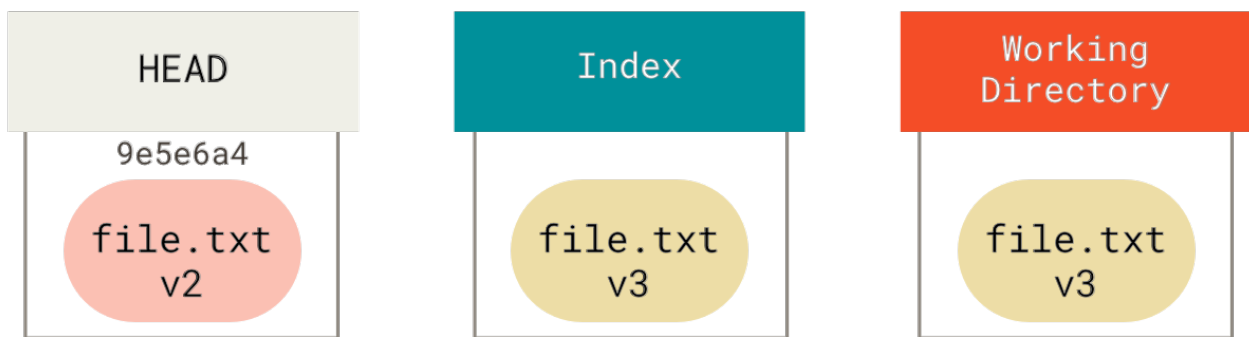 HEAD
9e5e6a4
file.txt
v2
Index
file.txt
v3
Working
Directory
file.txt
v3